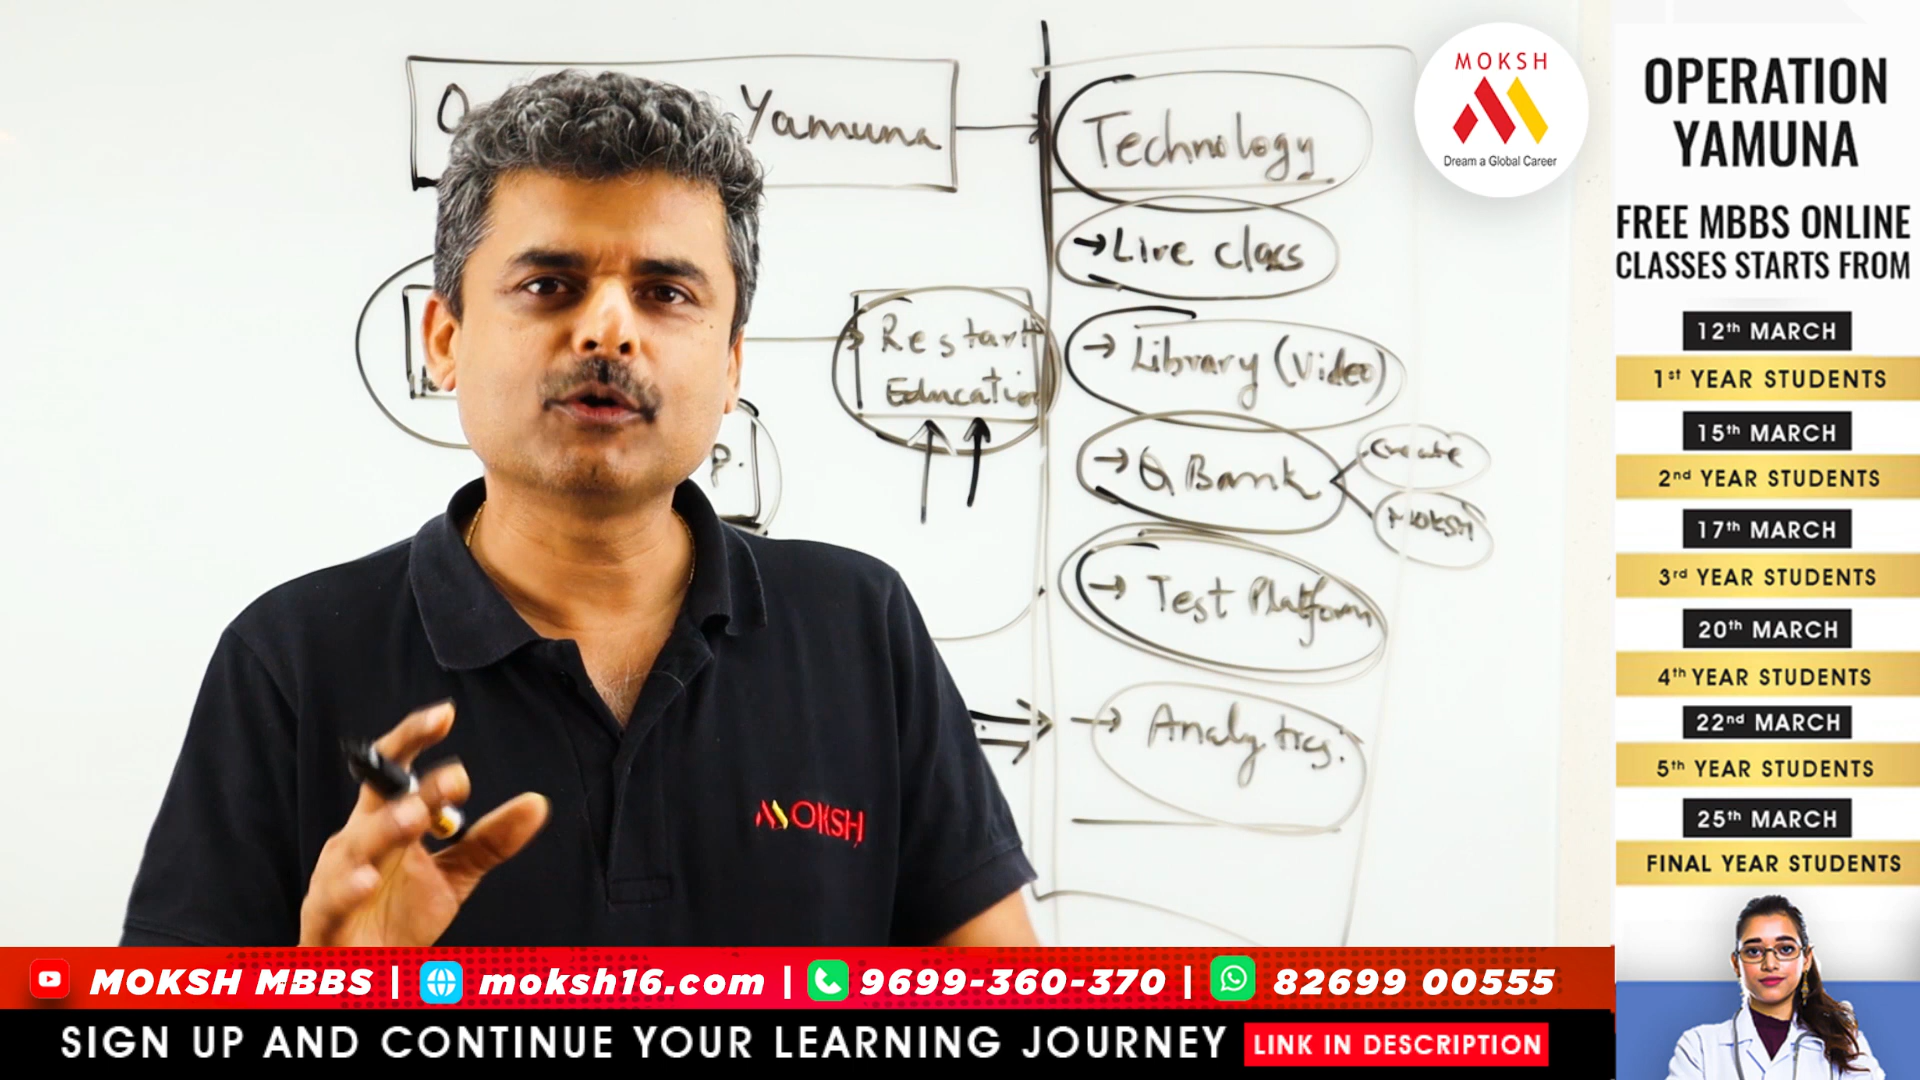 Yamuna
Technology
→ Live class
→ Library (Video)
→ Q Bank
Create
Moksh
→ Test Platform
→ Analytics.
Restart
Education
P.
MOKSH
MOKSH
Dream a Global Career
OPERATION
YAMUNA
FREE MBBS ONLINE
CLASSES STARTS FROM
12th MARCH
1st YEAR STUDENTS
15th MARCH
2nd YEAR STUDENTS
17th MARCH
3rd YEAR STUDENTS
20th MARCH
4th YEAR STUDENTS
22nd MARCH
5th YEAR STUDENTS
25th MARCH
FINAL YEAR STUDENTS
MOKSH MBBS | moksh16.com | 9699-360-370 | 82699 00555
SIGN UP AND CONTINUE YOUR LEARNING JOURNEY LINK IN DESCRIPTION